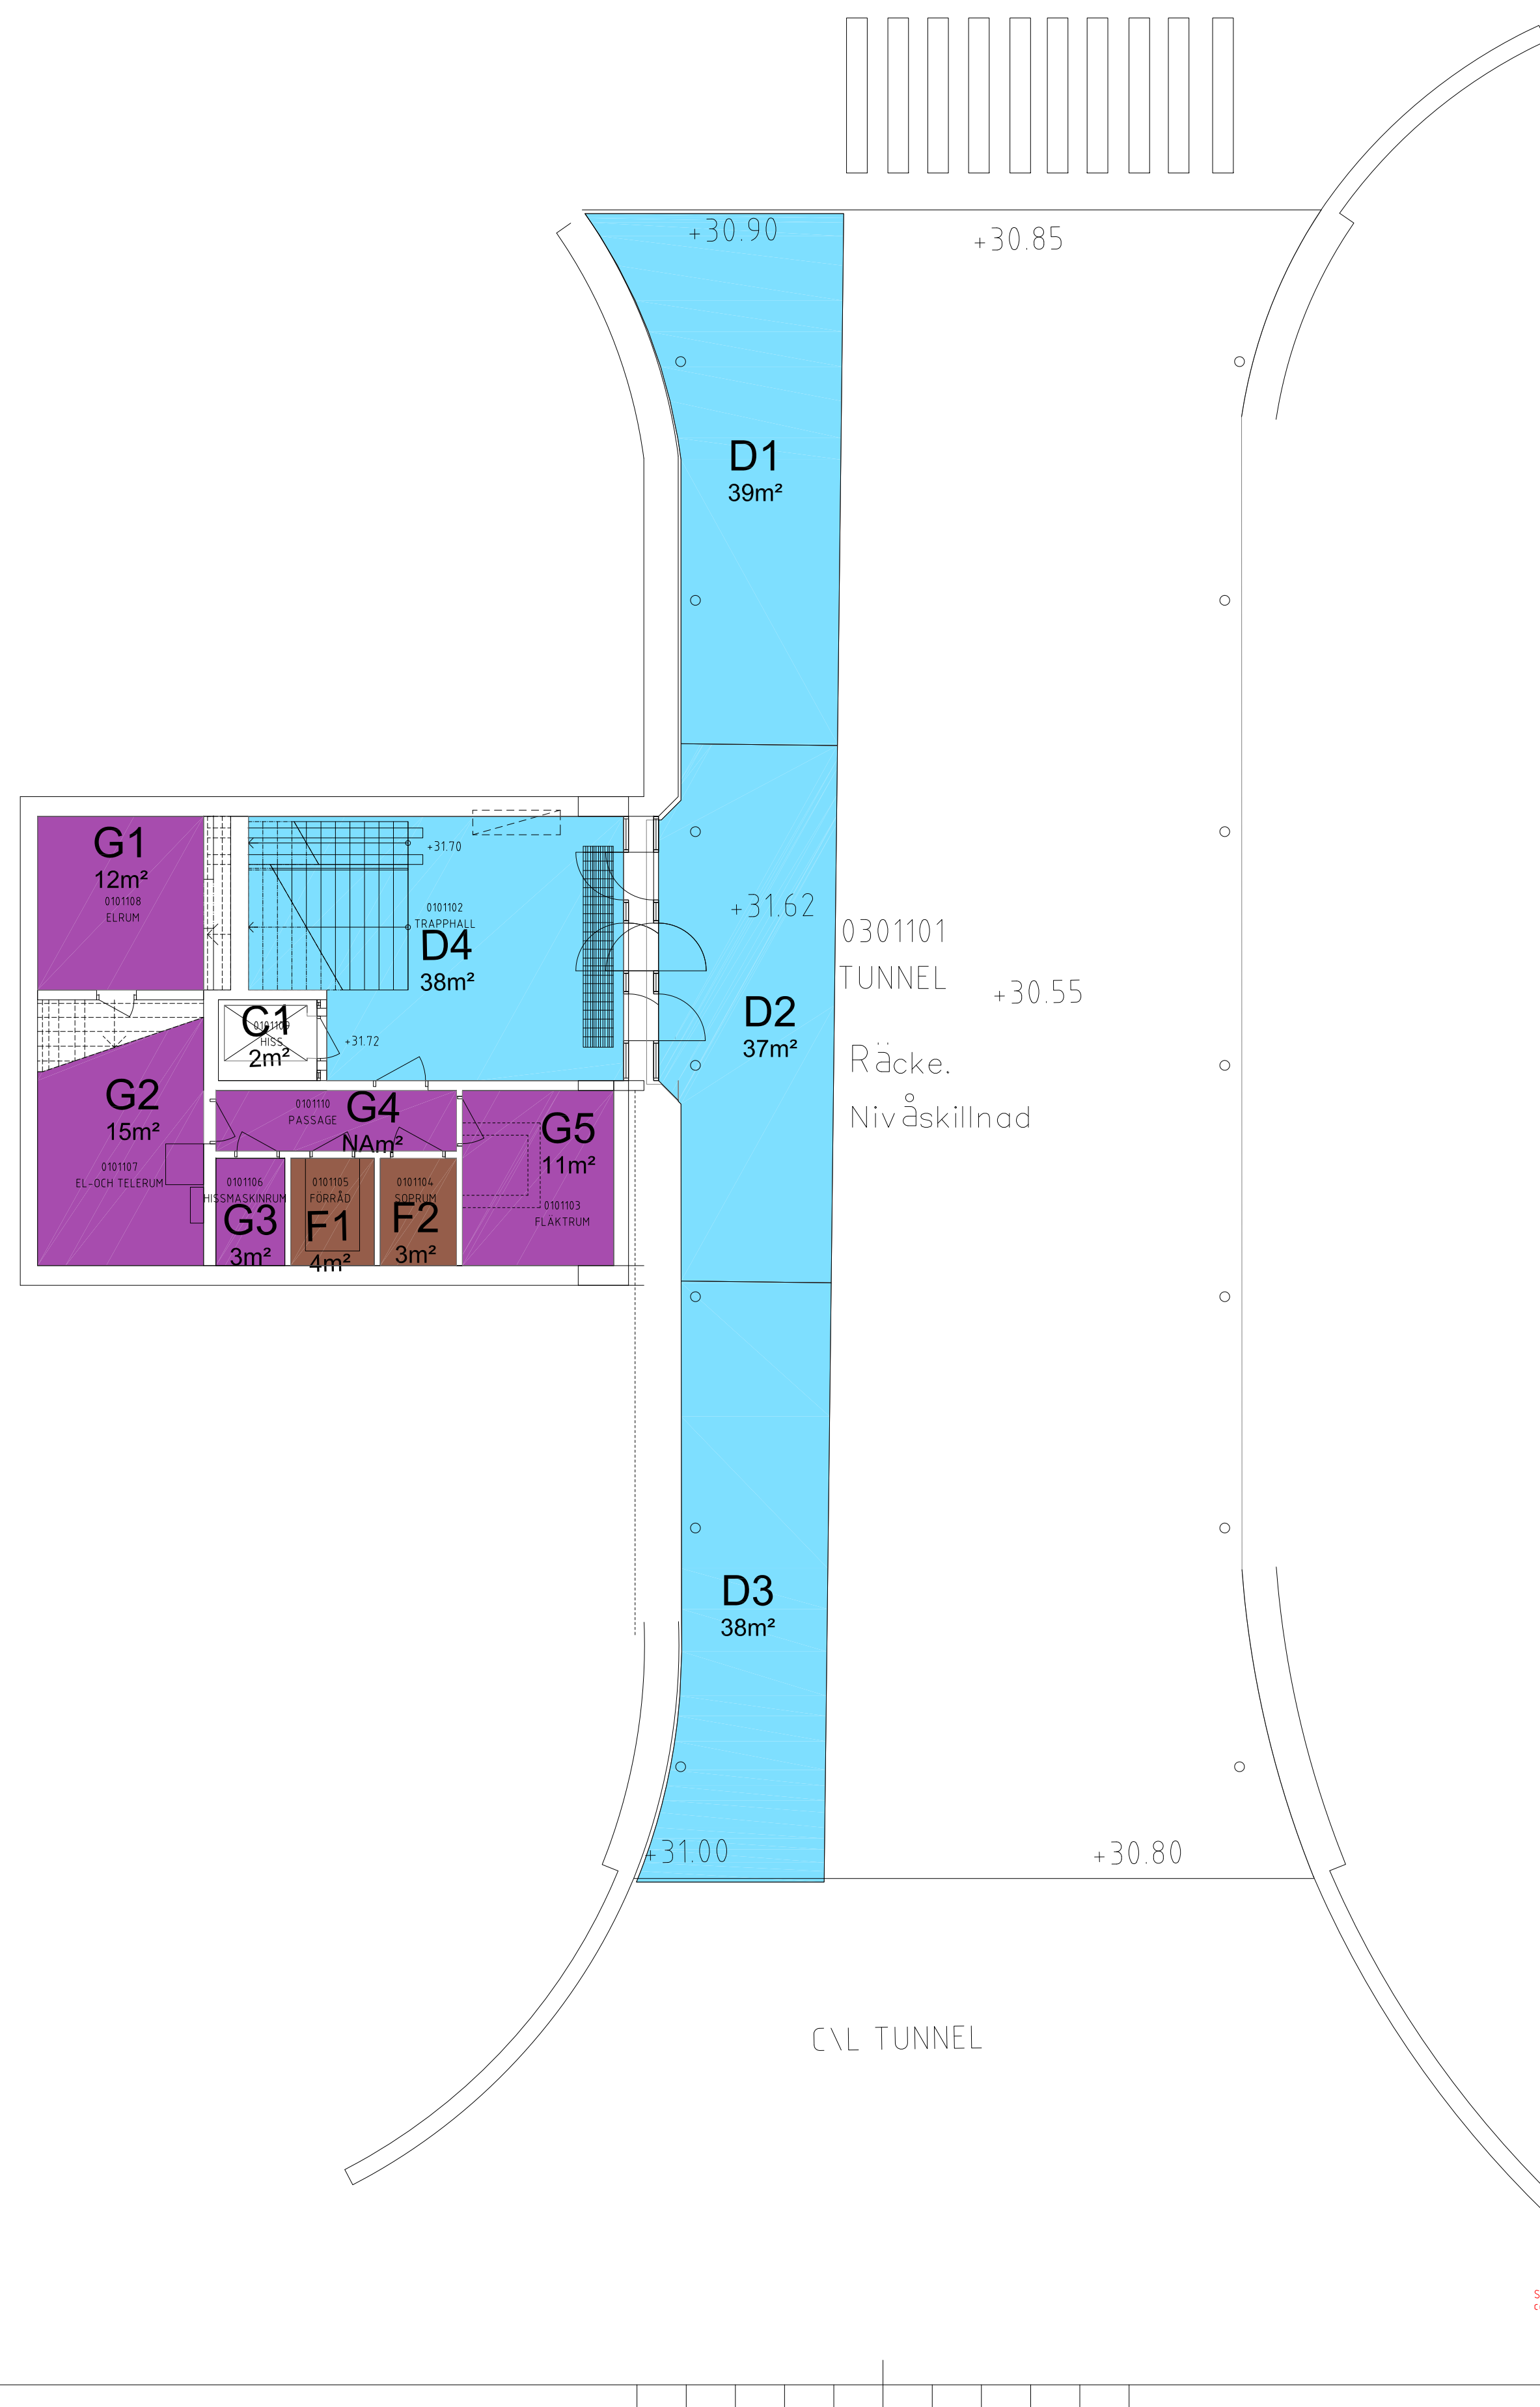 +30.90
+30.85
D1
39m²
G1
12m²
0101108
ELRUM
+31.70
0101102
TRAPPHALL
D4
38m²
+31.62
0301101
TUNNEL
+30.55
C1
0101109
HISS
2m²
+31.72
D2
37m²
Räcke.
Nivåskillnad
G2
15m²
0101107
EL-OCH TELERUM
0101110
PASSAGE
G4
NAm²
G5
11m²
0101103
FLÄKTRUM
0101106
HISSMASKINRUM
G3
3m²
0101105
FÖRRÅD
F1
4m²
0101104
SOPRUM
F2
3m²
D3
38m²
+31.00
+30.80
C\L TUNNEL